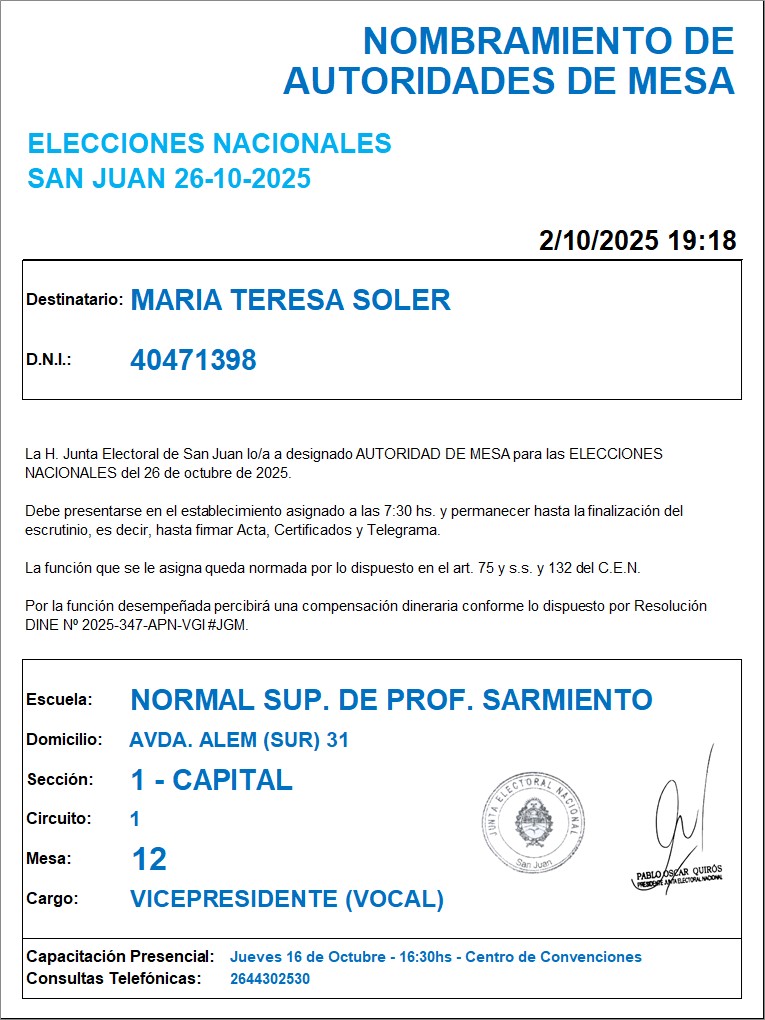 NOMBRAMIENTO DE
AUTORIDADES DE MESA
ELECCIONES NACIONALES
SAN JUAN 26-10-2025
2/10/2025 19:18
Destinatario: MARIA TERESA SOLER
D.N.I.: 40471398
La H. Junta Electoral de San Juan lo/a a designado AUTORIDAD DE MESA para las ELECCIONES
NACIONALES del 26 de octubre de 2025.
Debe presentarse en el establecimiento asignado a las 7:30 hs. y permanecer hasta la finalización del
escrutinio, es decir, hasta firmar Acta, Certificados y Telegrama.
La función que se le asigna queda normada por lo dispuesto en el art. 75 y s.s. y 132 del C.E.N.
Por la función desempeñada percibirá una compensación dineraria conforme lo dispuesto por Resolución
DINE Nº 2025-347-APN-VGI#JGM.
Escuela: NORMAL SUP. DE PROF. SARMIENTO
Domicilio: AVDA. ALEM (SUR) 31
Sección: 1 - CAPITAL
Circuito: 1
Mesa: 12
Cargo: VICEPRESIDENTE (VOCAL)
JUNTA ELECTORAL NACIONAL
San Juan
PABLO OSCAR QUIRÓS
PRESIDENTE JUNTA ELECTORAL NACIONAL
Capacitación Presencial: Jueves 16 de Octubre - 16:30hs - Centro de Convenciones
Consultas Telefónicas: 2644302530